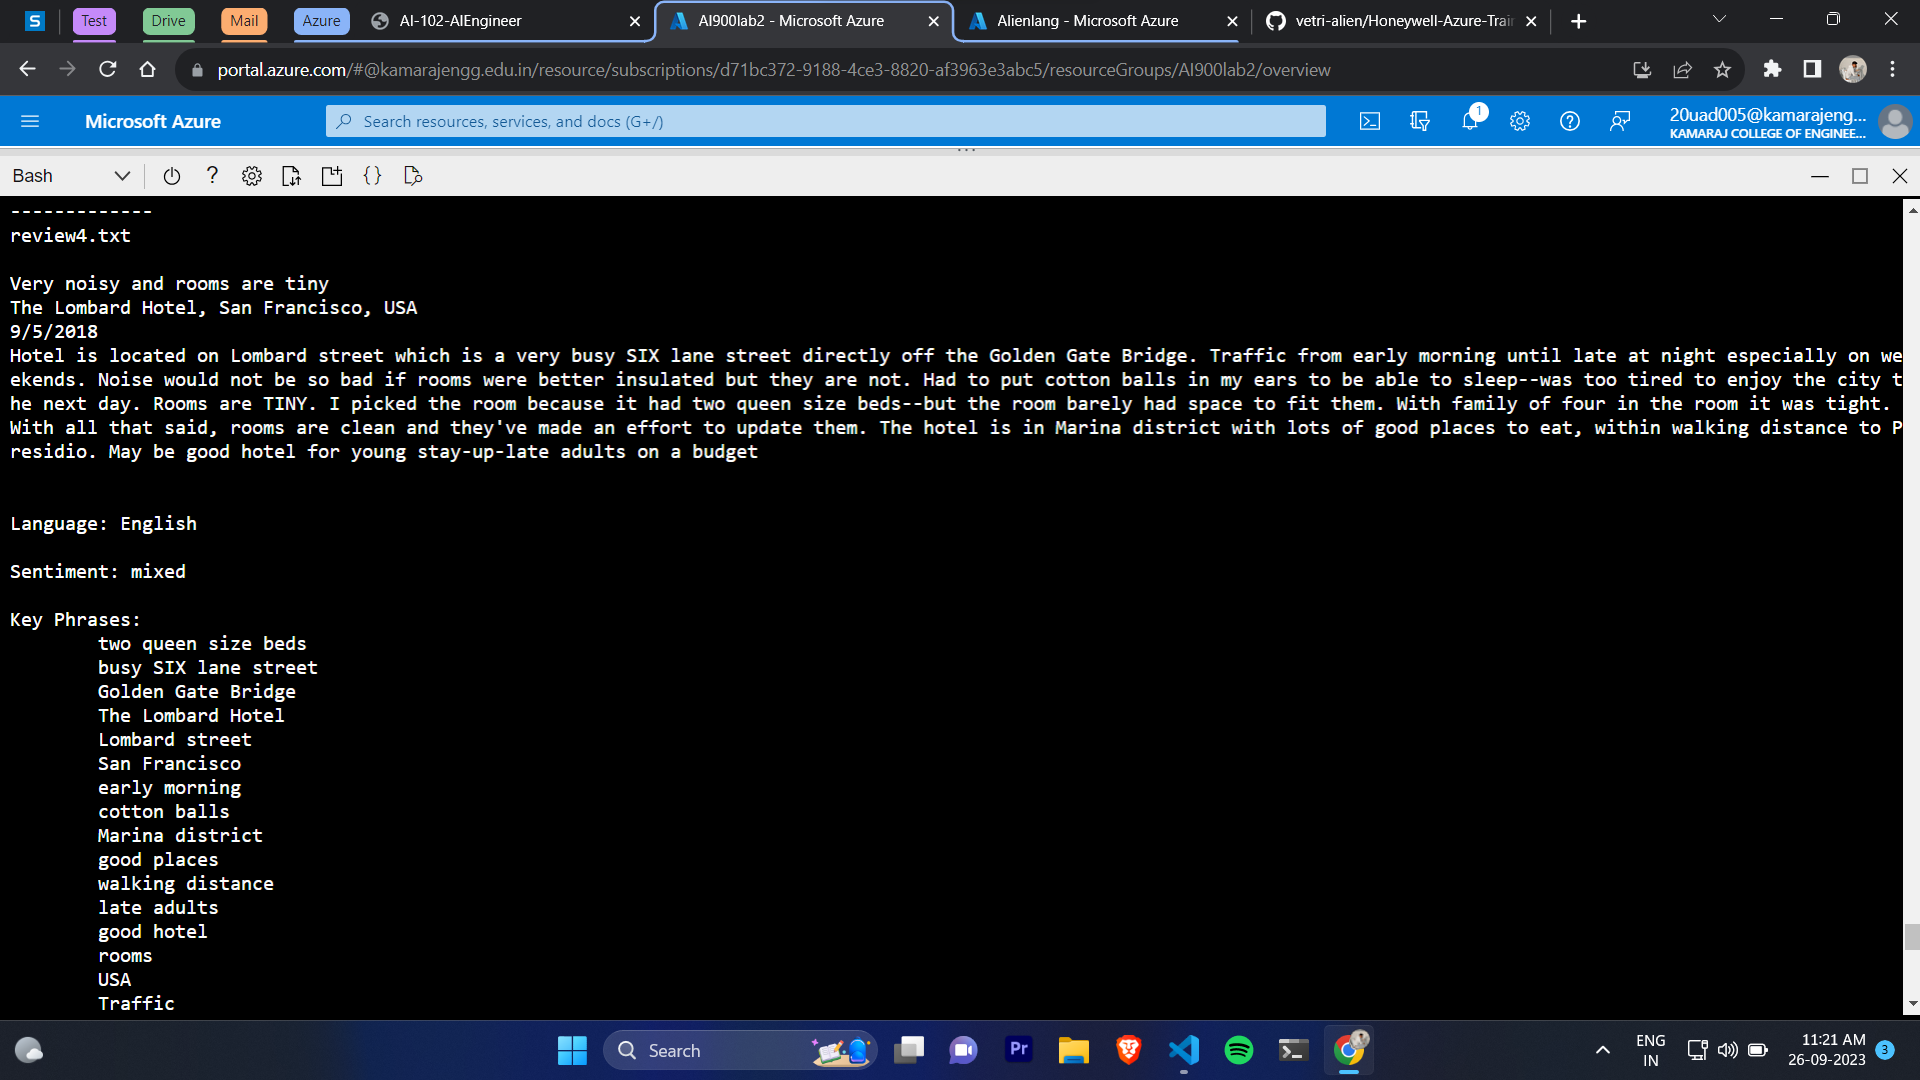 S
Test
Drive
Mail
Azure
AI-102-AIEngineer
AI900lab2 - Microsoft Azure
Alienlang - Microsoft Azure
vetri-alien/Honeywell-Azure-Trai
portal.azure.com/#@kamarajengg.edu.in/resource/subscriptions/d71bc372-9188-4ce3-8820-af3963e3abc5/resourceGroups/AI900lab2/overview
Microsoft Azure
Search resources, services, and docs (G+/)
1
20uad005@kamarajeng...
KAMARAJ COLLEGE OF ENGINEE...
Bash
-------------
review4.txt
Very noisy and rooms are tiny
The Lombard Hotel, San Francisco, USA
9/5/2018
Hotel is located on Lombard street which is a very busy SIX lane street directly off the Golden Gate Bridge. Traffic from early morning until late at night especially on we
ekends. Noise would not be so bad if rooms were better insulated but they are not. Had to put cotton balls in my ears to be able to sleep--was too tired to enjoy the city t
he next day. Rooms are TINY. I picked the room because it had two queen size beds--but the room barely had space to fit them. With family of four in the room it was tight.
With all that said, rooms are clean and they've made an effort to update them. The hotel is in Marina district with lots of good places to eat, within walking distance to P
residio. May be good hotel for young stay-up-late adults on a budget
Language: English
Sentiment: mixed
Key Phrases:
two queen size beds
busy SIX lane street
Golden Gate Bridge
The Lombard Hotel
Lombard street
San Francisco
early morning
cotton balls
Marina district
good places
walking distance
late adults
good hotel
rooms
USA
Traffic
Search
Pr
ENG
IN
11:21 AM
26-09-2023
3